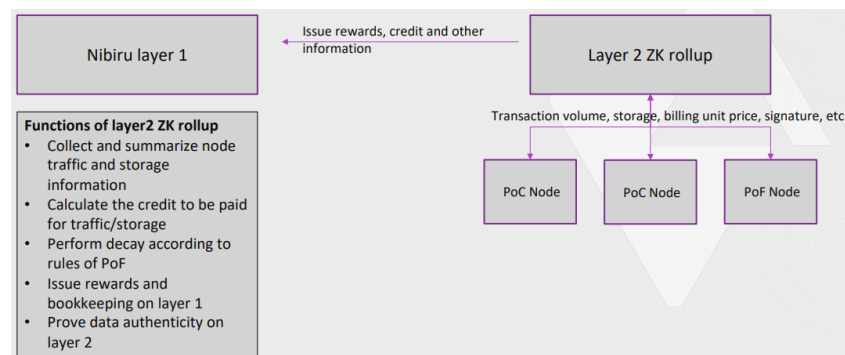 Nibiru layer 1
Issue rewards, credit and other
information
Layer 2 ZK rollup
Transaction volume, storage, billing unit price, signature, etc
PoC Node
PoC Node
PoF Node
Functions of layer2 ZK rollup
• Collect and summarize node
traffic and storage
information
• Calculate the credit to be paid
for traffic/storage
• Perform decay according to
rules of PoF
• Issue rewards and
bookkeeping on layer 1
• Prove data authenticity on
layer 2